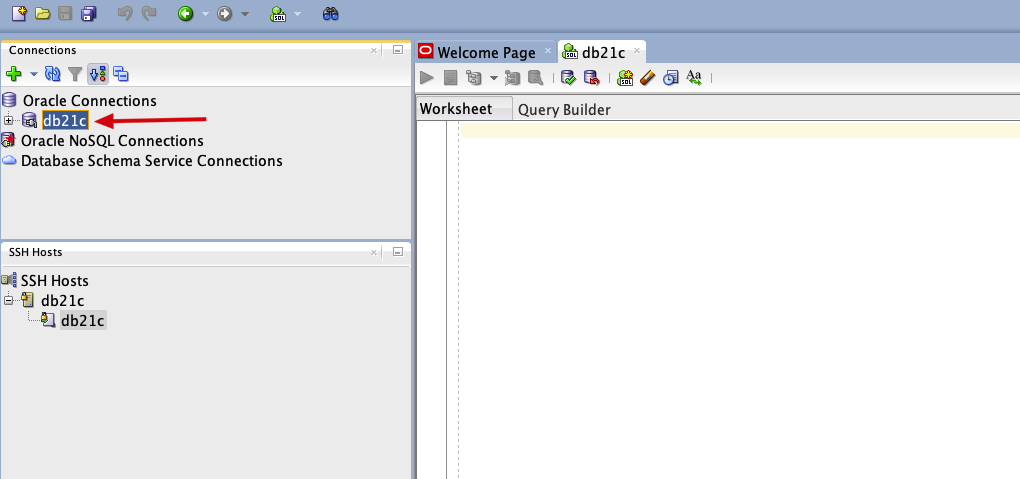 Connections
Oracle Connections
db21c
Oracle NoSQL Connections
Database Schema Service Connections
SSH Hosts
SSH Hosts
db21c
db21c
Welcome Page
db21c
Aa
Worksheet
Query Builder